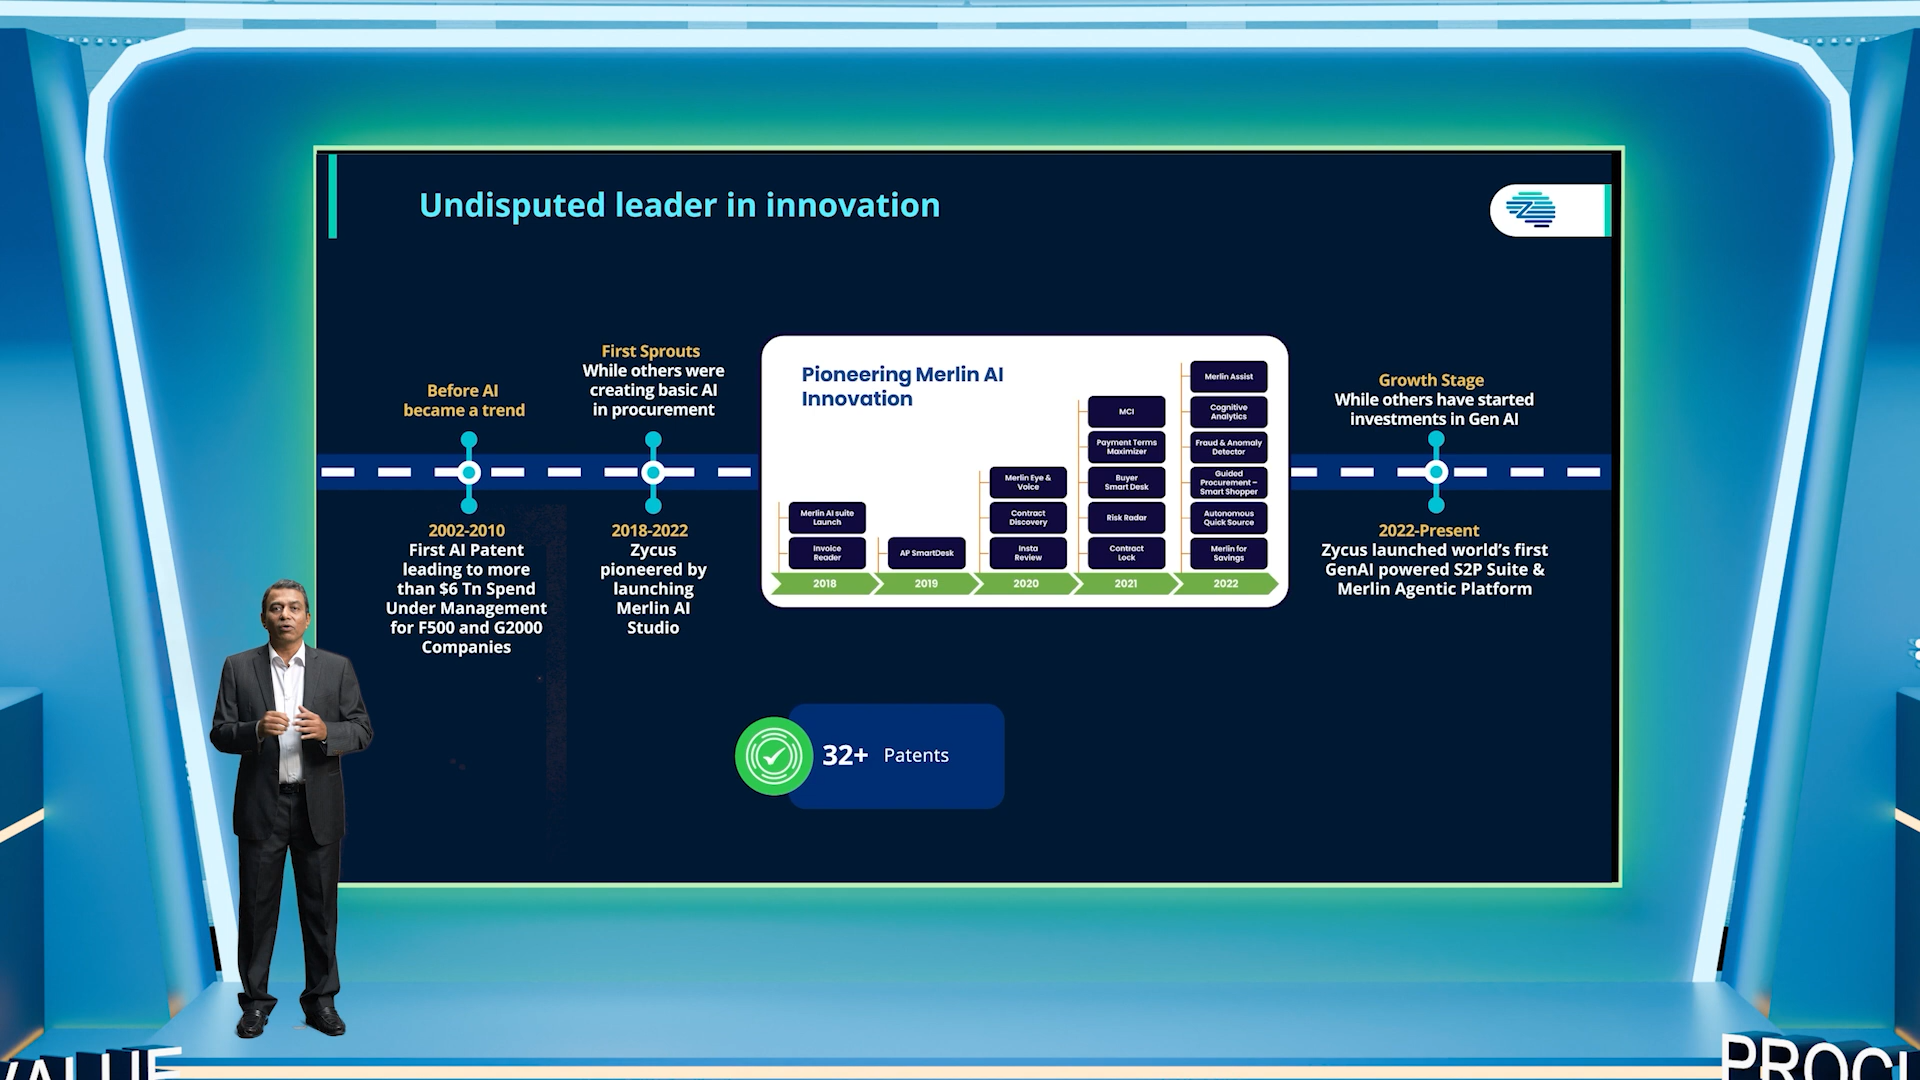 Undisputed leader in innovation
Before AI
became a trend
2002-2010
First AI Patent
leading to more
than $6 Tn Spend
Under Management
for F500 and G2000
Companies
First Sprouts
While others were
creating basic AI
in procurement
2018-2022
Zycus
pioneered by
launching
Merlin AI
Studio
Pioneering Merlin AI
Innovation
Merlin AI suite
Launch
Invoice
Reader
2018
AP SmartDesk
2019
Merlin Eye &
Voice
Contract
Discovery
Insta
Review
2020
MCI
Payment Terms
Maximizer
Buyer
Smart Desk
Risk Radar
Contract
Lock
2021
Merlin Assist
Cognitive
Analytics
Fraud & Anomaly
Detector
Guided
Procurement –
Smart Shopper
Autonomous
Quick Source
Merlin for
Savings
2022
Growth Stage
While others have started
investments in Gen AI
2022-Present
Zycus launched world’s first
GenAI powered S2P Suite &
Merlin Agentic Platform
32+ Patents
VALUE